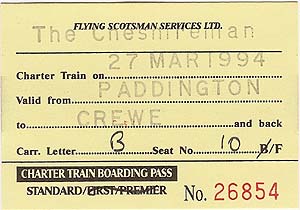 FLYING SCOTSMAN SERVICES LTD.
The Cheshireman
27 MAR 1994
Charter Train on
PADDINGTON
Valid from
CREWE
to and back
Carr. Letter B Seat No. 10 B/F
CHARTER TRAIN BOARDING PASS
STANDARD/FIRST/PREMIER
No. 26854